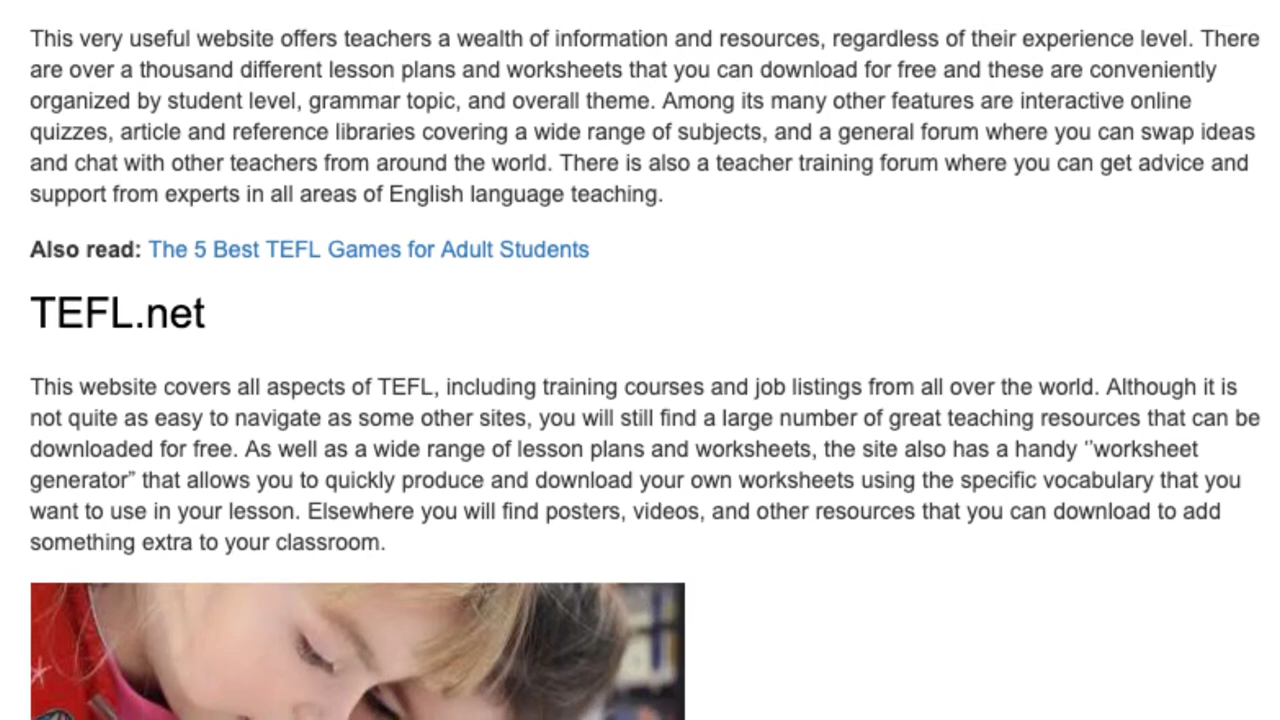 This very useful website offers teachers a wealth of information and resources, regardless of their experience level. There
are over a thousand different lesson plans and worksheets that you can download for free and these are conveniently
organized by student level, grammar topic, and overall theme. Among its many other features are interactive online
quizzes, article and reference libraries covering a wide range of subjects, and a general forum where you can swap ideas
and chat with other teachers from around the world. There is also a teacher training forum where you can get advice and
support from experts in all areas of English language teaching.
Also read: The 5 Best TEFL Games for Adult Students
TEFL.net
This website covers all aspects of TEFL, including training courses and job listings from all over the world. Although it is
not quite as easy to navigate as some other sites, you will still find a large number of great teaching resources that can be
downloaded for free. As well as a wide range of lesson plans and worksheets, the site also has a handy ‘’worksheet
generator” that allows you to quickly produce and download your own worksheets using the specific vocabulary that you
want to use in your lesson. Elsewhere you will find posters, videos, and other resources that you can download to add
something extra to your classroom.